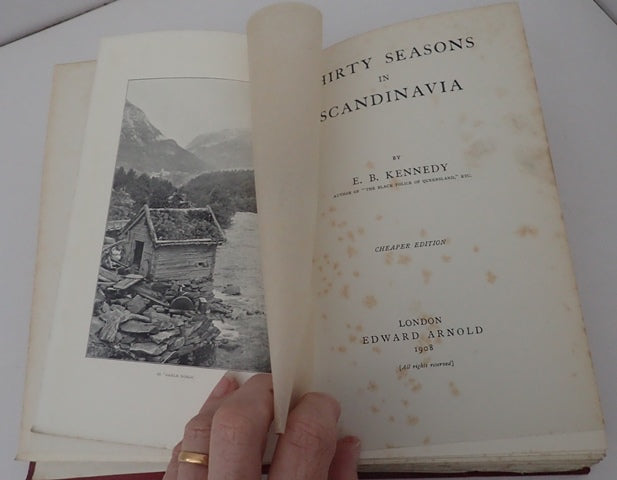 HIRTY SEASONS
IN
SCANDINAVIA
BY
E. B. KENNEDY
AUTHOR OF "THE BLACK POLICE OF QUEENSLAND," ETC.
CHEAPER EDITION
LONDON
EDWARD ARNOLD
1908
[All rights reserved]